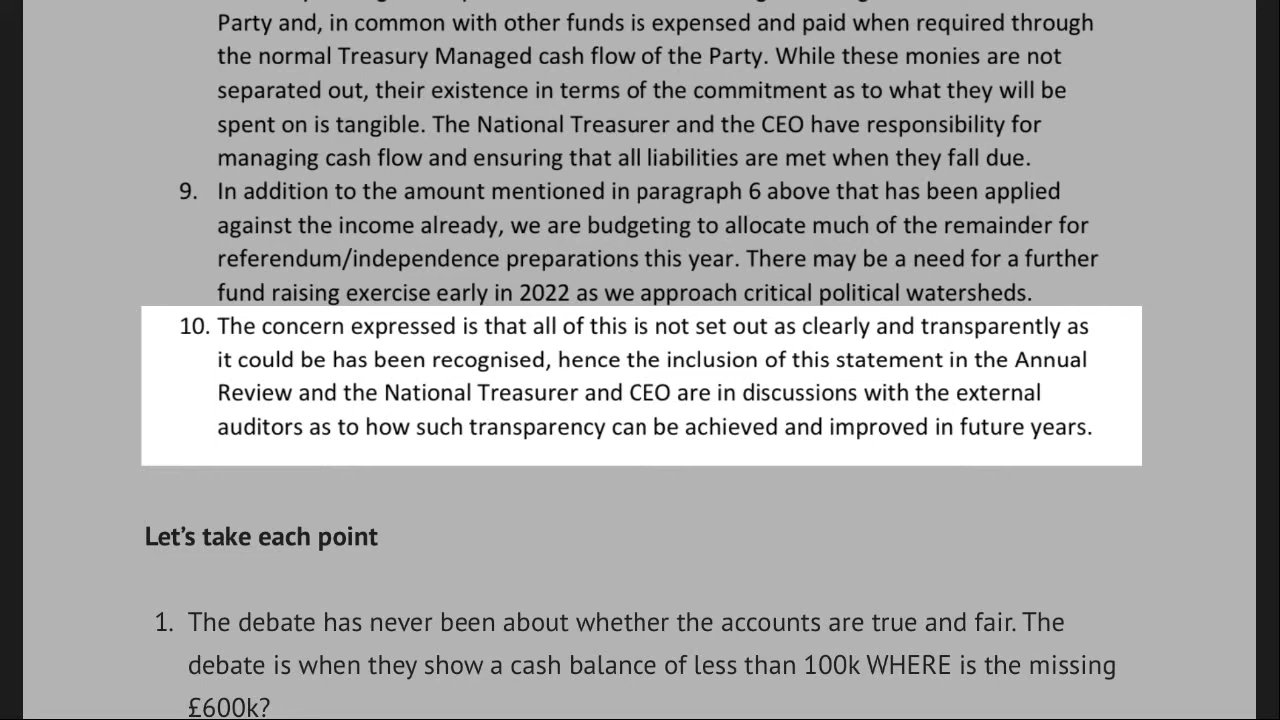 Party and, in common with other funds is expensed and paid when required through
the normal Treasury Managed cash flow of the Party. While these monies are not
separated out, their existence in terms of the commitment as to what they will be
spent on is tangible. The National Treasurer and the CEO have responsibility for
managing cash flow and ensuring that all liabilities are met when they fall due.
9. In addition to the amount mentioned in paragraph 6 above that has been applied
against the income already, we are budgeting to allocate much of the remainder for
referendum/independence preparations this year. There may be a need for a further
fund raising exercise early in 2022 as we approach critical political watersheds.
10. The concern expressed is that all of this is not set out as clearly and transparently as
it could be has been recognised, hence the inclusion of this statement in the Annual
Review and the National Treasurer and CEO are in discussions with the external
auditors as to how such transparency can be achieved and improved in future years.
Let’s take each point
1. The debate has never been about whether the accounts are true and fair. The
debate is when they show a cash balance of less than 100k WHERE is the missing
£600k?